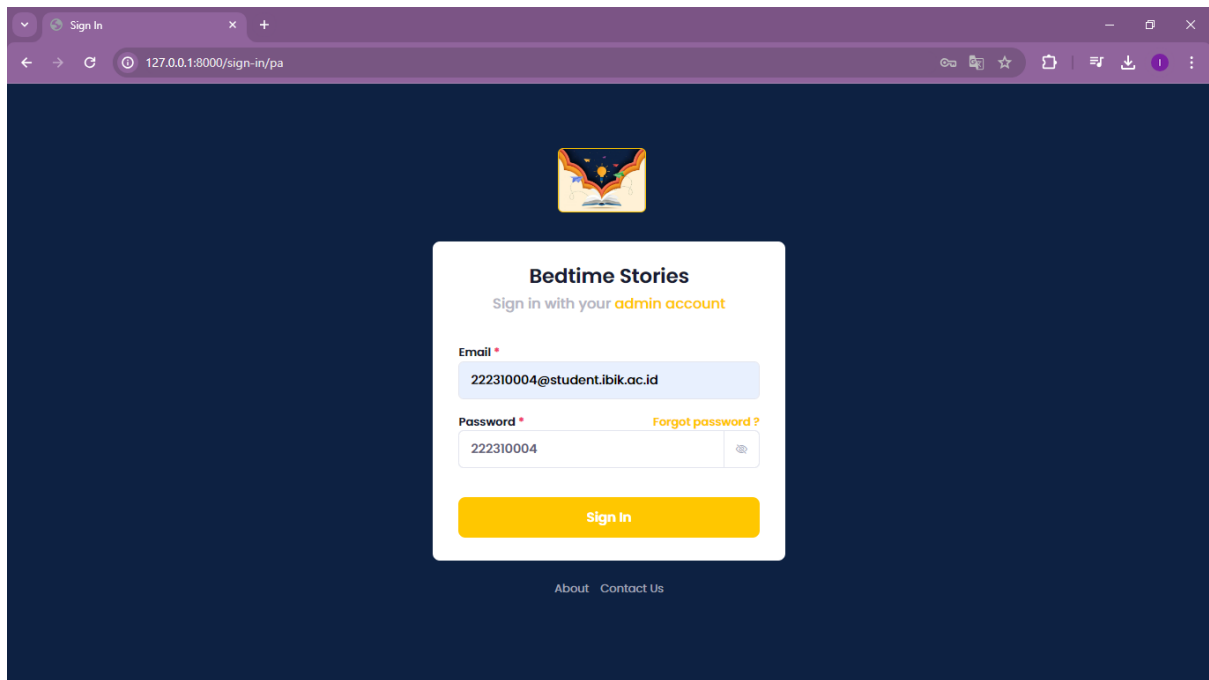 Sign In
127.0.0.1:8000/sign-in/pa
I
Bedtime Stories
Sign in with your admin account
Email *
222310004@student.ibik.ac.id
Password * Forgot password ?
222310004
Sign In
About Contact Us